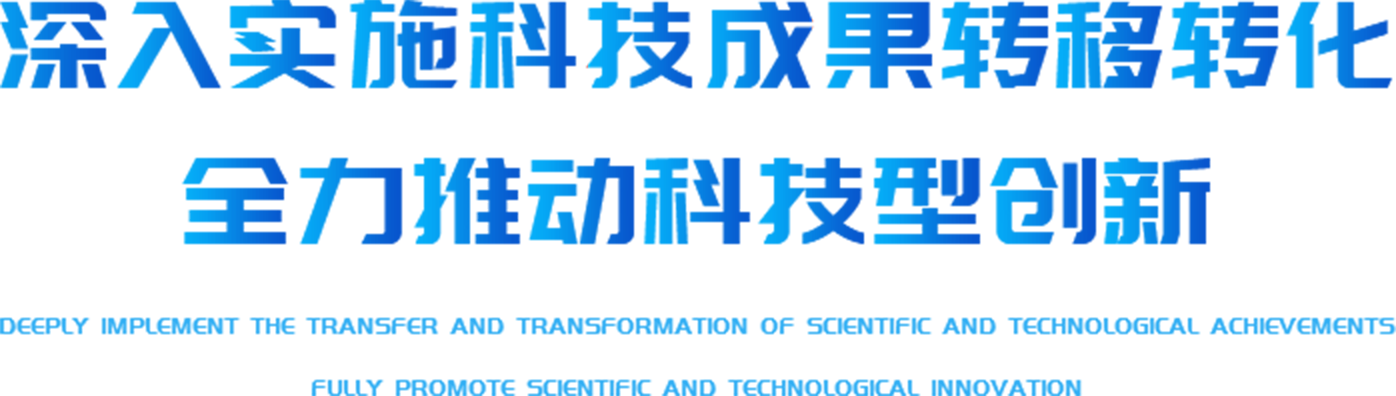 深入实施科技成果转移转化
全力推动科技型创新
DEEPLY IMPLEMENT THE TRANSFER AND TRANSFORMATION OF SCIENTIFIC AND TECHNOLOGICAL ACHIEVEMENTS
FULLY PROMOTE SCIENTIFIC AND TECHNOLOGICAL INNOVATION